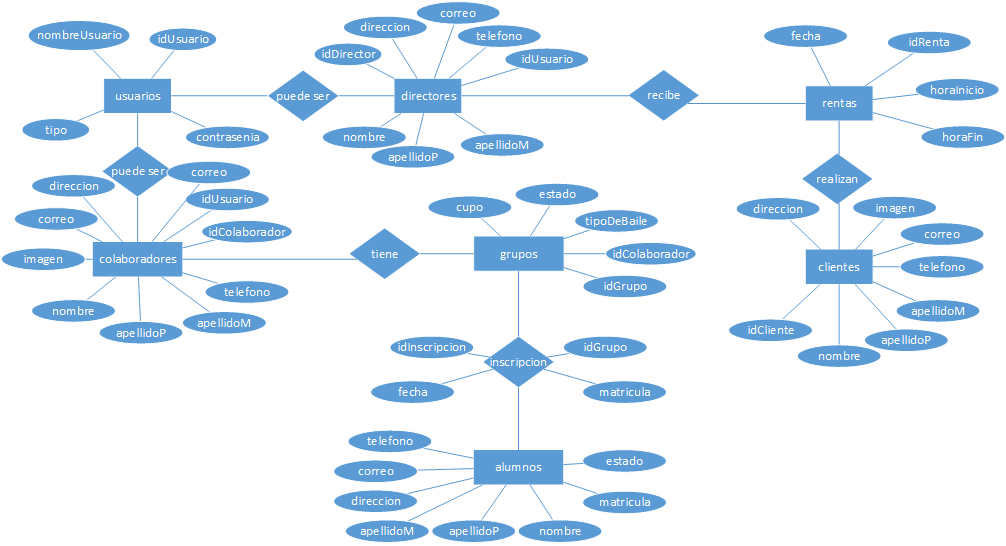 correo
direccion
nombreUsuario
idUsuario
telefono
fecha
idRenta
idDirector
idUsuario
horaInicio
usuarios
puede ser
directores
recibe
rentas
tipo
contrasenia
nombre
apellidoP
apellidoM
horaFin
puede ser
correo
realizan
direccion
idUsuario
estado
correo
cupo
tipoDeBaile
direccion
imagen
idColaborador
correo
imagen
colaboradores
tiene
grupos
idColaborador
clientes
telefono
telefono
idGrupo
nombre
apellidoP
apellidoM
apellidoM
idCliente
nombre
apellidoP
idInscripcion
idGrupo
inscripcion
fecha
matricula
telefono
correo
alumnos
estado
direccion
matricula
apellidoM
apellidoP
nombre